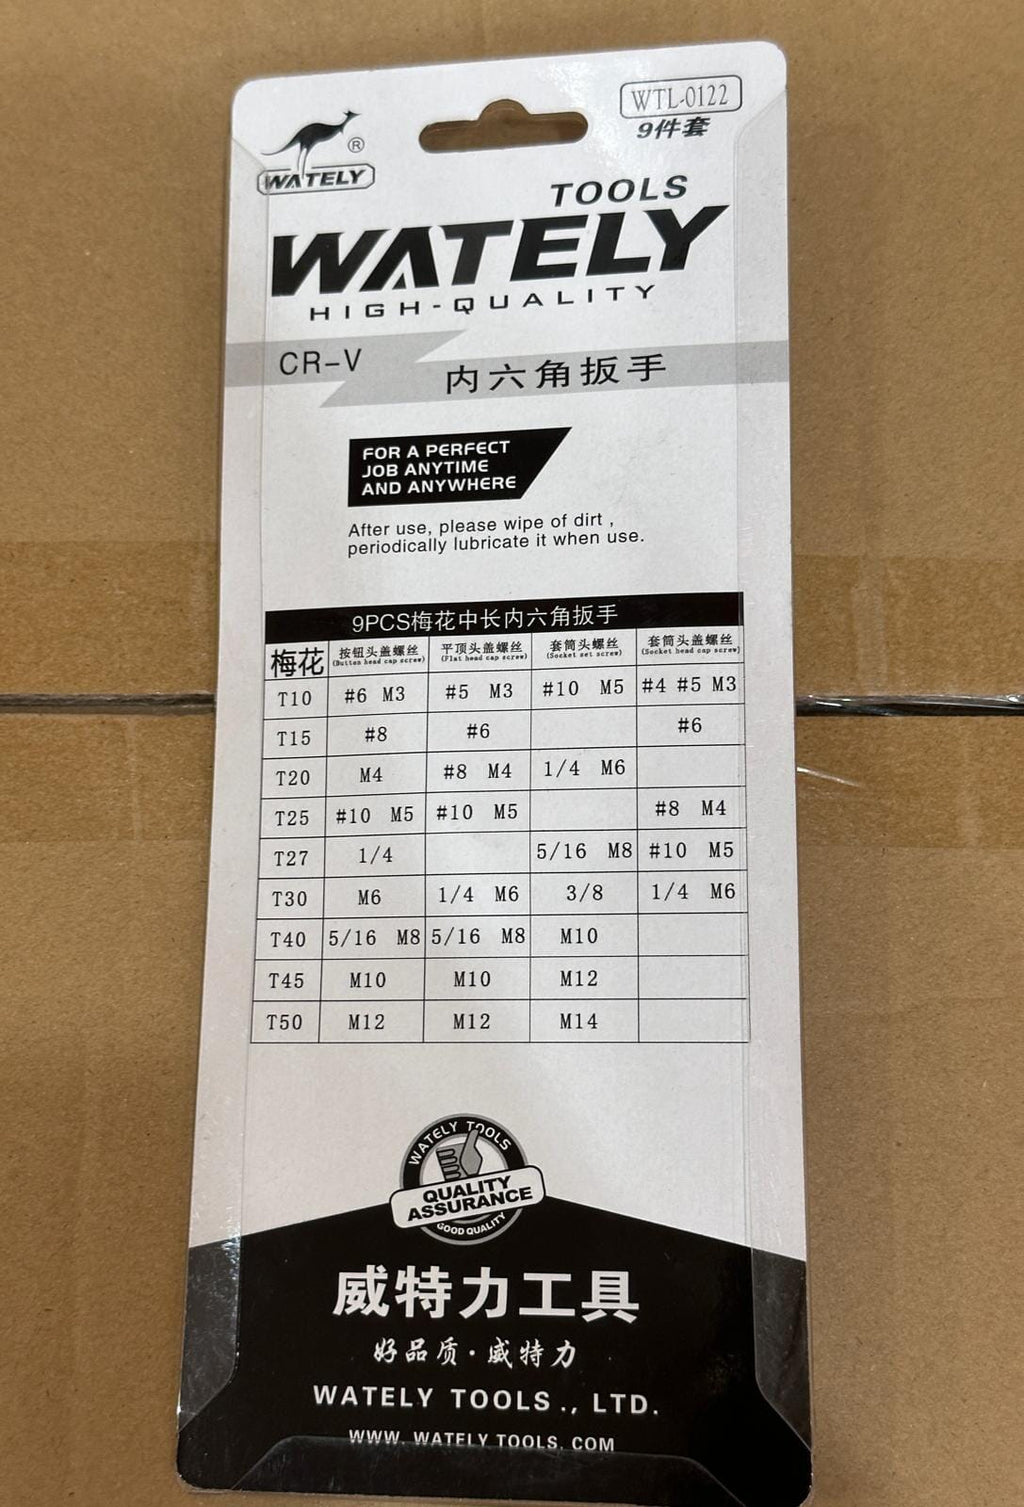 WTL-0122
9件套
®
WATELY
TOOLS
WATELY
HIGH-QUALITY
CR-V
内六角扳手
FOR A PERFECT
JOB ANYTIME
AND ANYWHERE
After use, please wipe of dirt ,
periodically lubricate it when use.
9PCS梅花中长内六角扳手
梅花 按钮头盖螺丝 平顶头盖螺丝 套筒头螺丝 套筒头盖螺丝
(Button head cap screw) (Flat head cap screw) (Socket set screw) (Socket head cap screw)
T10 #6 M3 #5 M3 #10 M5 #4 #5 M3
T15 #8 #6 #6
T20 M4 #8 M4 1/4 M6
T25 #10 M5 #10 M5 #8 M4
T27 1/4 5/16 M8 #10 M5
T30 M6 1/4 M6 3/8 1/4 M6
T40 5/16 M8 5/16 M8 M10
T45 M10 M10 M12
T50 M12 M12 M14
WATELY TOOLS
QUALITY
ASSURANCE
GOOD QUALITY
威特力工具
好品质·威特力
WATELY TOOLS., LTD.
WWW. WATELY TOOLS. COM